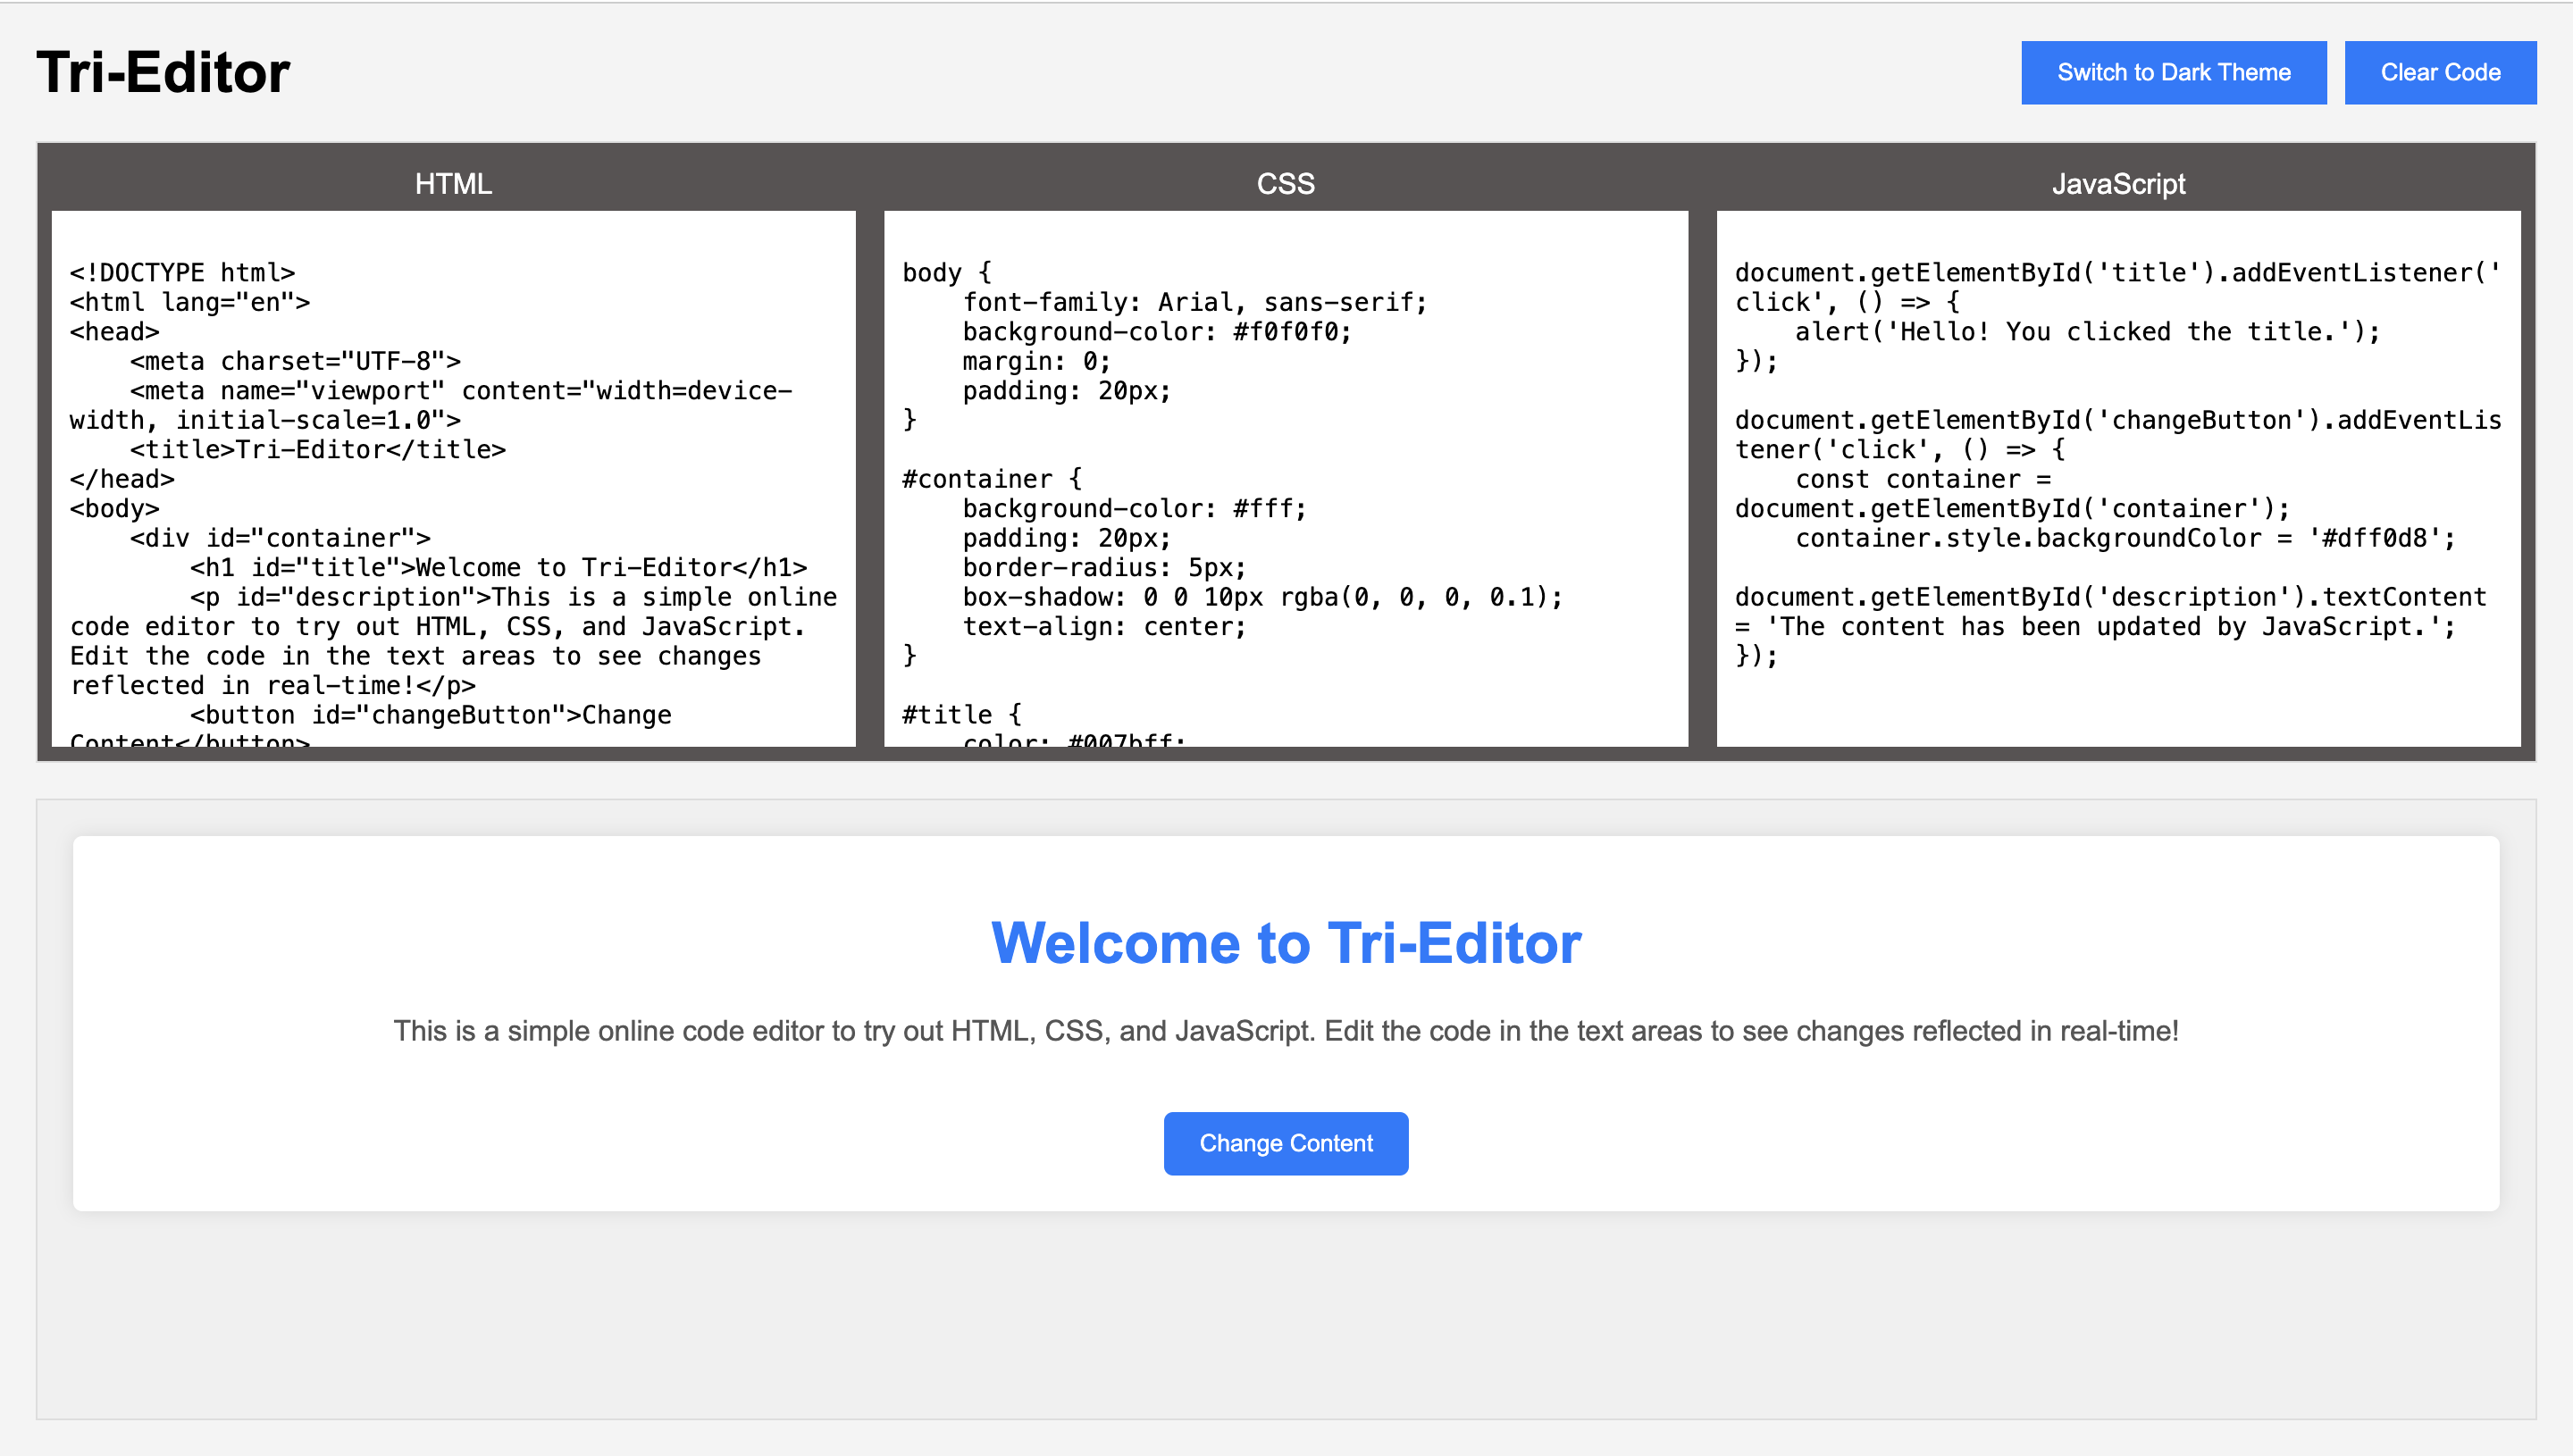 Tri-Editor
Switch to Dark Theme
Clear Code
HTML
<!DOCTYPE html>
<html lang="en">
<head>
    <meta charset="UTF-8">
    <meta name="viewport" content="width=device-
width, initial-scale=1.0">
    <title>Tri-Editor</title>
</head>
<body>
    <div id="container">
        <h1 id="title">Welcome to Tri-Editor</h1>
        <p id="description">This is a simple online
code editor to try out HTML, CSS, and JavaScript.
Edit the code in the text areas to see changes
reflected in real-time!</p>
        <button id="changeButton">Change
Content</button>
CSS
body {
    font-family: Arial, sans-serif;
    background-color: #f0f0f0;
    margin: 0;
    padding: 20px;
}
#container {
    background-color: #fff;
    padding: 20px;
    border-radius: 5px;
    box-shadow: 0 0 10px rgba(0, 0, 0, 0.1);
    text-align: center;
}
#title {
    color: #007bff;
JavaScript
document.getElementById('title').addEventListener('
click', () => {
    alert('Hello! You clicked the title.');
});
document.getElementById('changeButton').addEventLis
tener('click', () => {
    const container =
document.getElementById('container');
    container.style.backgroundColor = '#dff0d8';
document.getElementById('description').textContent
= 'The content has been updated by JavaScript.';
});
Welcome to Tri-Editor
This is a simple online code editor to try out HTML, CSS, and JavaScript. Edit the code in the text areas to see changes reflected in real-time!
Change Content